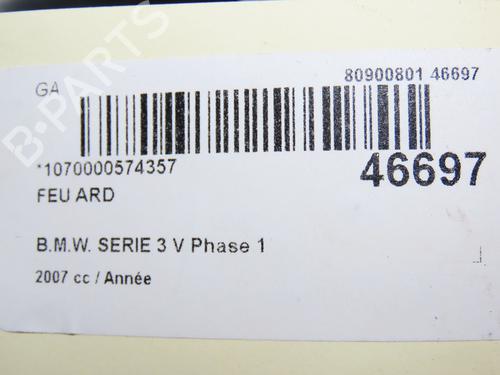 GA
80900801 46697
*1070000574357
46697
FEU ARD
B.M.W. SERIE 3 V Phase 1
2007 cc / Année
B-PARTS